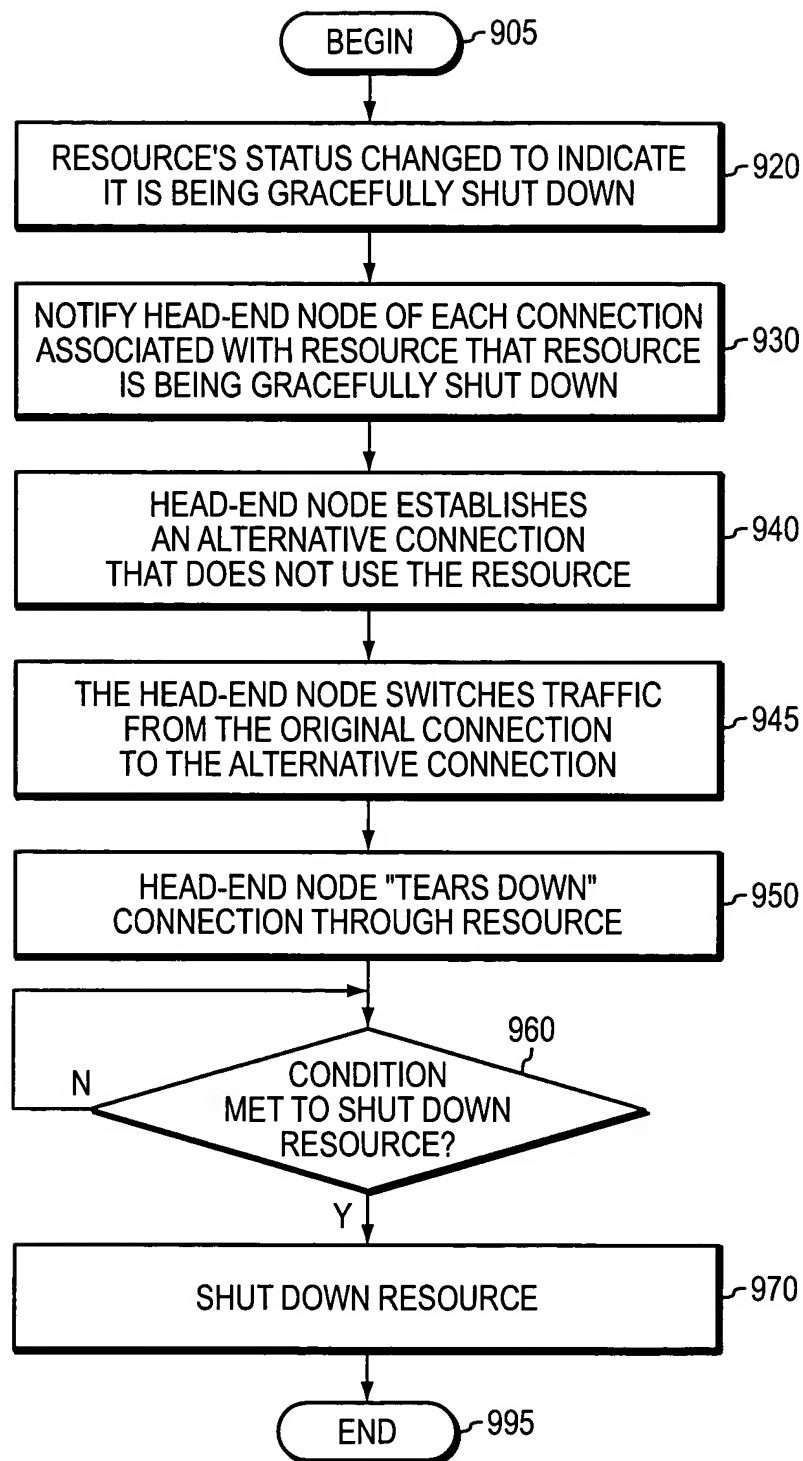 BEGIN
905
RESOURCE'S STATUS CHANGED TO INDICATE
IT IS BEING GRACEFULLY SHUT DOWN
920
NOTIFY HEAD-END NODE OF EACH CONNECTION
ASSOCIATED WITH RESOURCE THAT RESOURCE
IS BEING GRACEFULLY SHUT DOWN
930
HEAD-END NODE ESTABLISHES
AN ALTERNATIVE CONNECTION
THAT DOES NOT USE THE RESOURCE
940
THE HEAD-END NODE SWITCHES TRAFFIC
FROM THE ORIGINAL CONNECTION
TO THE ALTERNATIVE CONNECTION
945
HEAD-END NODE "TEARS DOWN"
CONNECTION THROUGH RESOURCE
950
960
N
CONDITION
MET TO SHUT DOWN
RESOURCE?
Y
SHUT DOWN RESOURCE
970
END
995